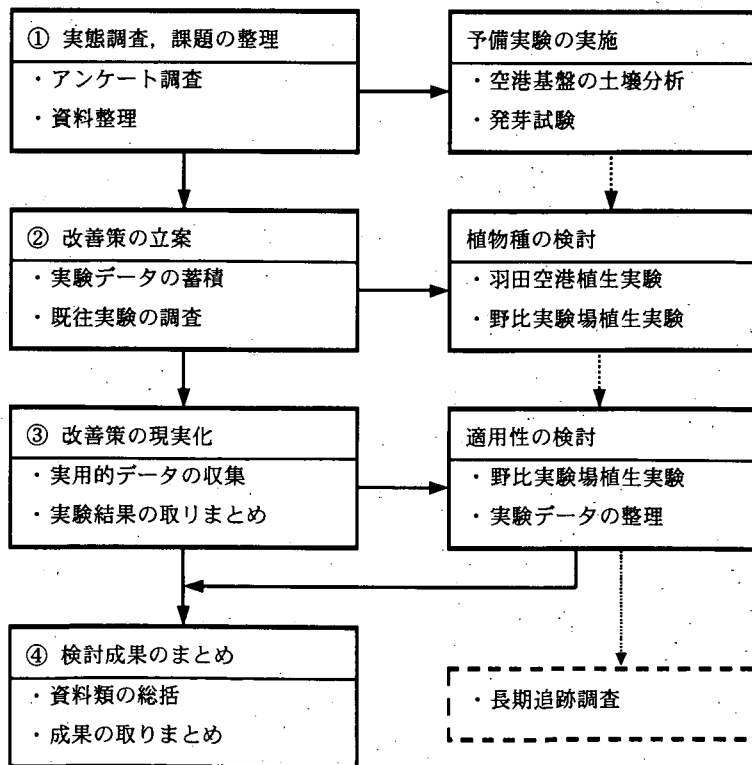 ① 実態調査,課題の整理
・アンケート調査
・資料整理
予備実験の実施
・空港基盤の土壌分析
・発芽試験
② 改善策の立案
・実験データの蓄積
・既往実験の調査
植物種の検討
・羽田空港植生実験
・野比実験場植生実験
③ 改善策の現実化
・実用的データの収集
・実験結果の取りまとめ
適用性の検討
・野比実験場植生実験
・実験データの整理
④ 検討成果のまとめ
・資料類の総括
・成果の取りまとめ
・長期追跡調査